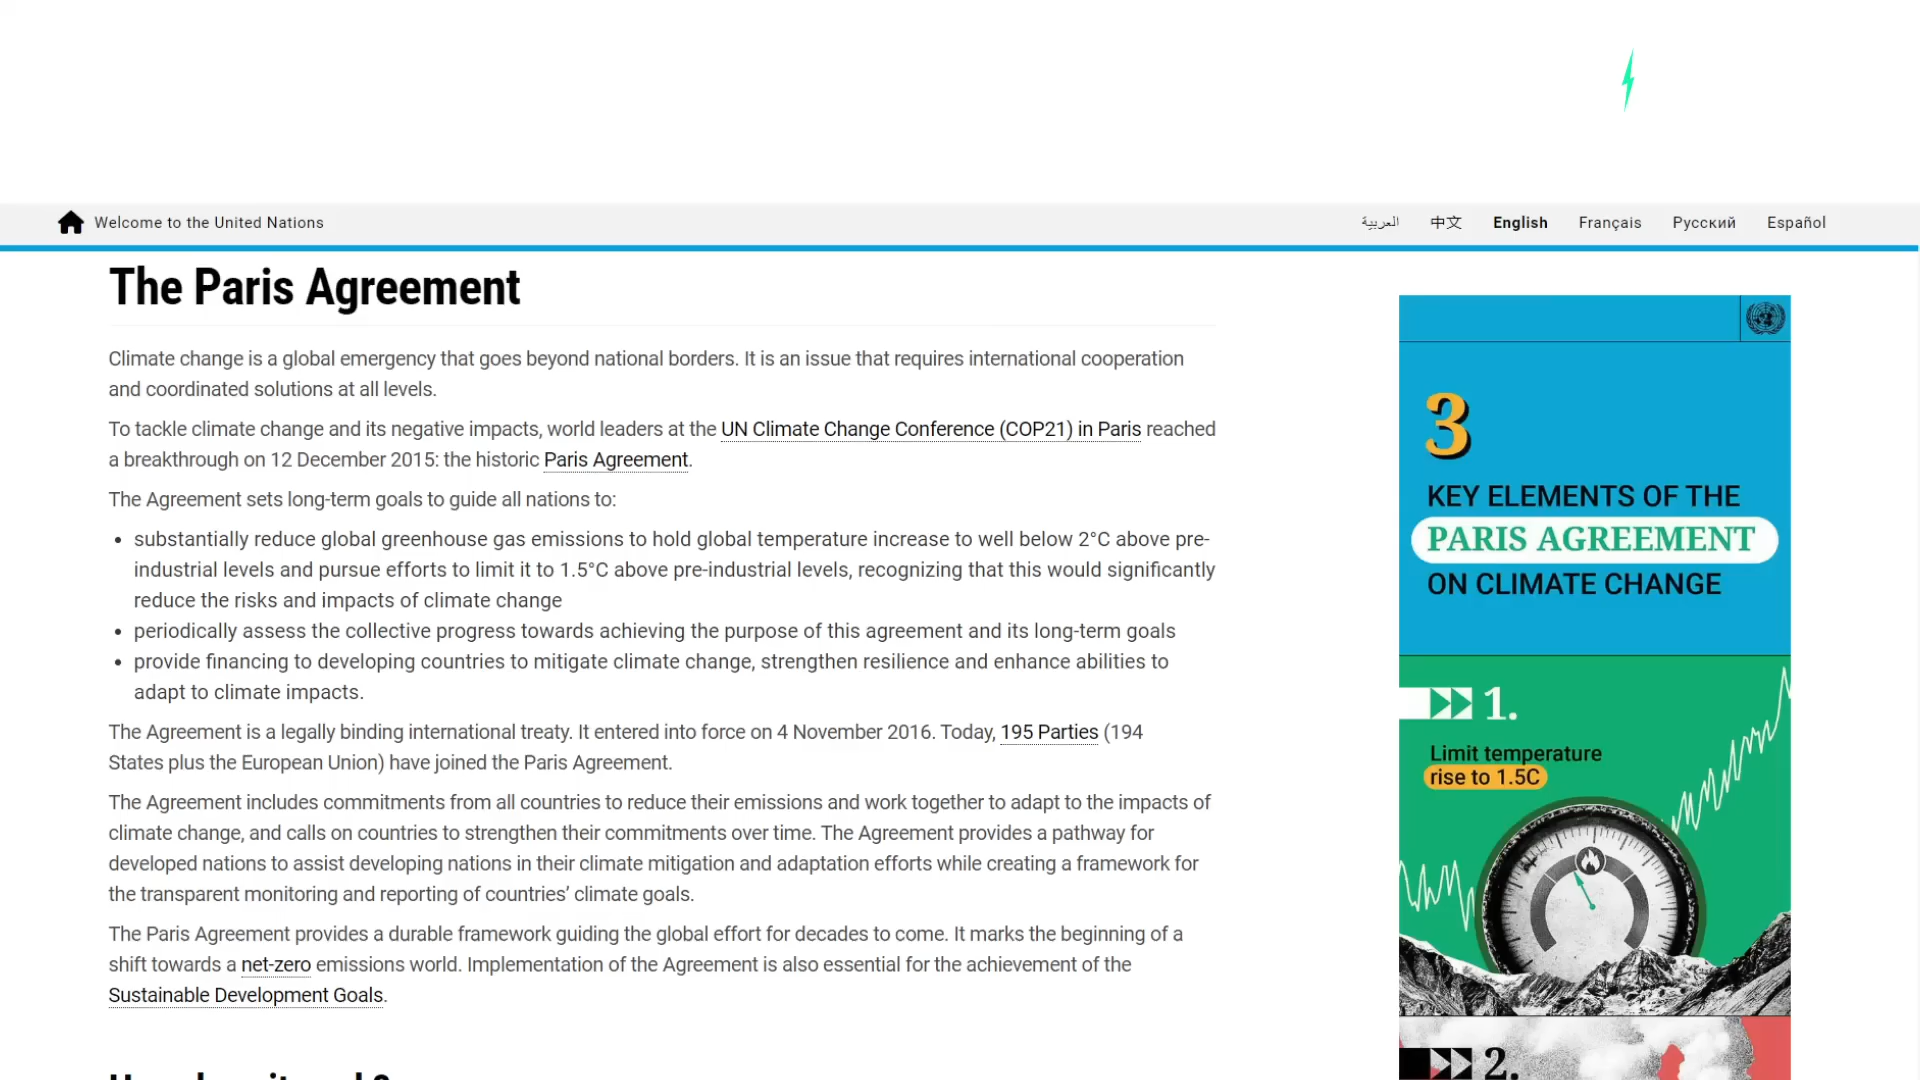 Welcome to the United Nations
العربية
中文
English
Français
Русский
Español
The Paris Agreement
Climate change is a global emergency that goes beyond national borders. It is an issue that requires international cooperation
and coordinated solutions at all levels.
To tackle climate change and its negative impacts, world leaders at the UN Climate Change Conference (COP21) in Paris reached
a breakthrough on 12 December 2015: the historic Paris Agreement.
The Agreement sets long-term goals to guide all nations to:
• substantially reduce global greenhouse gas emissions to hold global temperature increase to well below 2°C above pre-
industrial levels and pursue efforts to limit it to 1.5°C above pre-industrial levels, recognizing that this would significantly
reduce the risks and impacts of climate change
• periodically assess the collective progress towards achieving the purpose of this agreement and its long-term goals
• provide financing to developing countries to mitigate climate change, strengthen resilience and enhance abilities to
adapt to climate impacts.
The Agreement is a legally binding international treaty. It entered into force on 4 November 2016. Today, 195 Parties (194
States plus the European Union) have joined the Paris Agreement.
The Agreement includes commitments from all countries to reduce their emissions and work together to adapt to the impacts of
climate change, and calls on countries to strengthen their commitments over time. The Agreement provides a pathway for
developed nations to assist developing nations in their climate mitigation and adaptation efforts while creating a framework for
the transparent monitoring and reporting of countries’ climate goals.
The Paris Agreement provides a durable framework guiding the global effort for decades to come. It marks the beginning of a
shift towards a net-zero emissions world. Implementation of the Agreement is also essential for the achievement of the
Sustainable Development Goals.
3
KEY ELEMENTS OF THE
PARIS AGREEMENT
ON CLIMATE CHANGE
1.
Limit temperature
rise to 1.5C
2.